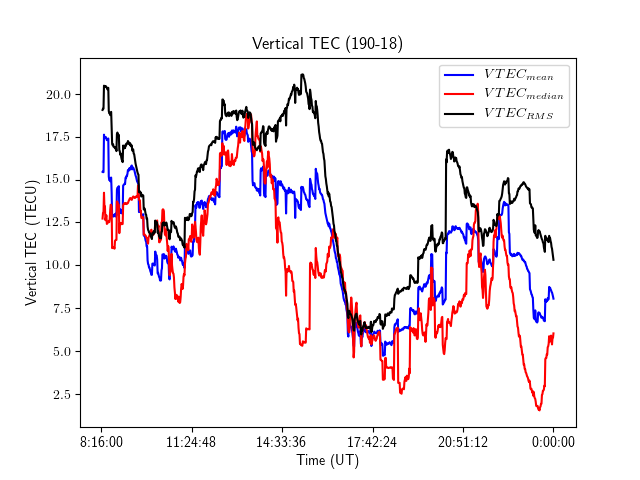 Vertical TEC (190-18)
VTEC_mean
VTEC_median
VTEC_RMS
20.0
17.5
15.0
12.5
10.0
7.5
5.0
2.5
Vertical TEC (TECU)
8:16:00 11:24:48 14:33:36 17:42:24 20:51:12 0:00:00
Time (UT)